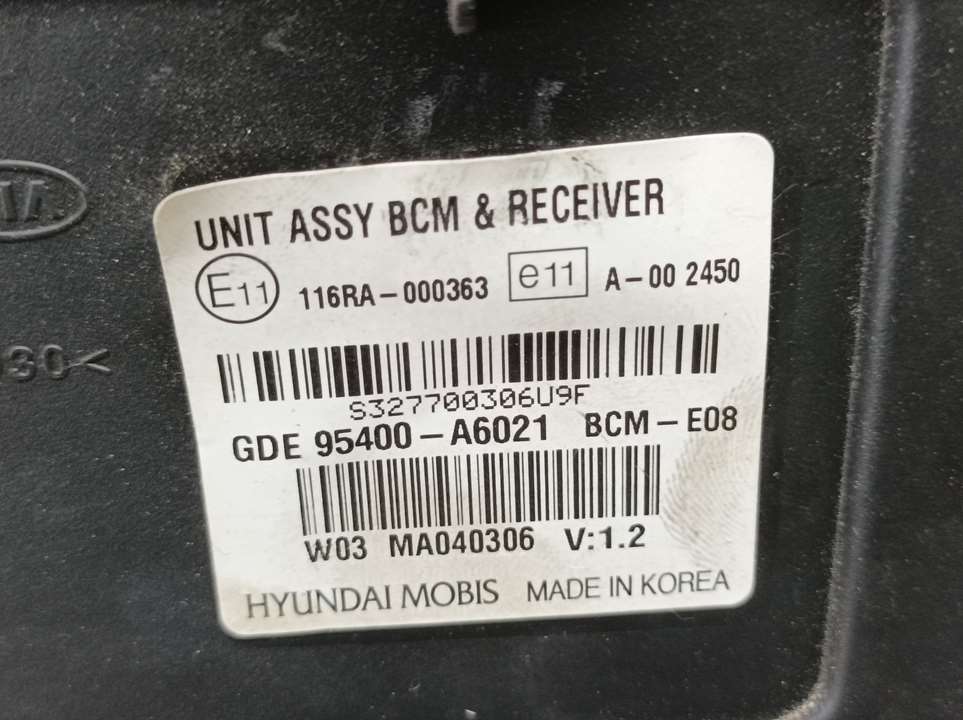 UNIT ASSY BCM & RECEIVER
E11 116RA-000363 e11 A-00 2450
S327700306U9F
GDE 95400-A6021 BCM-E08
W03 MA040306 V:1.2
HYUNDAI MOBIS MADE IN KOREA